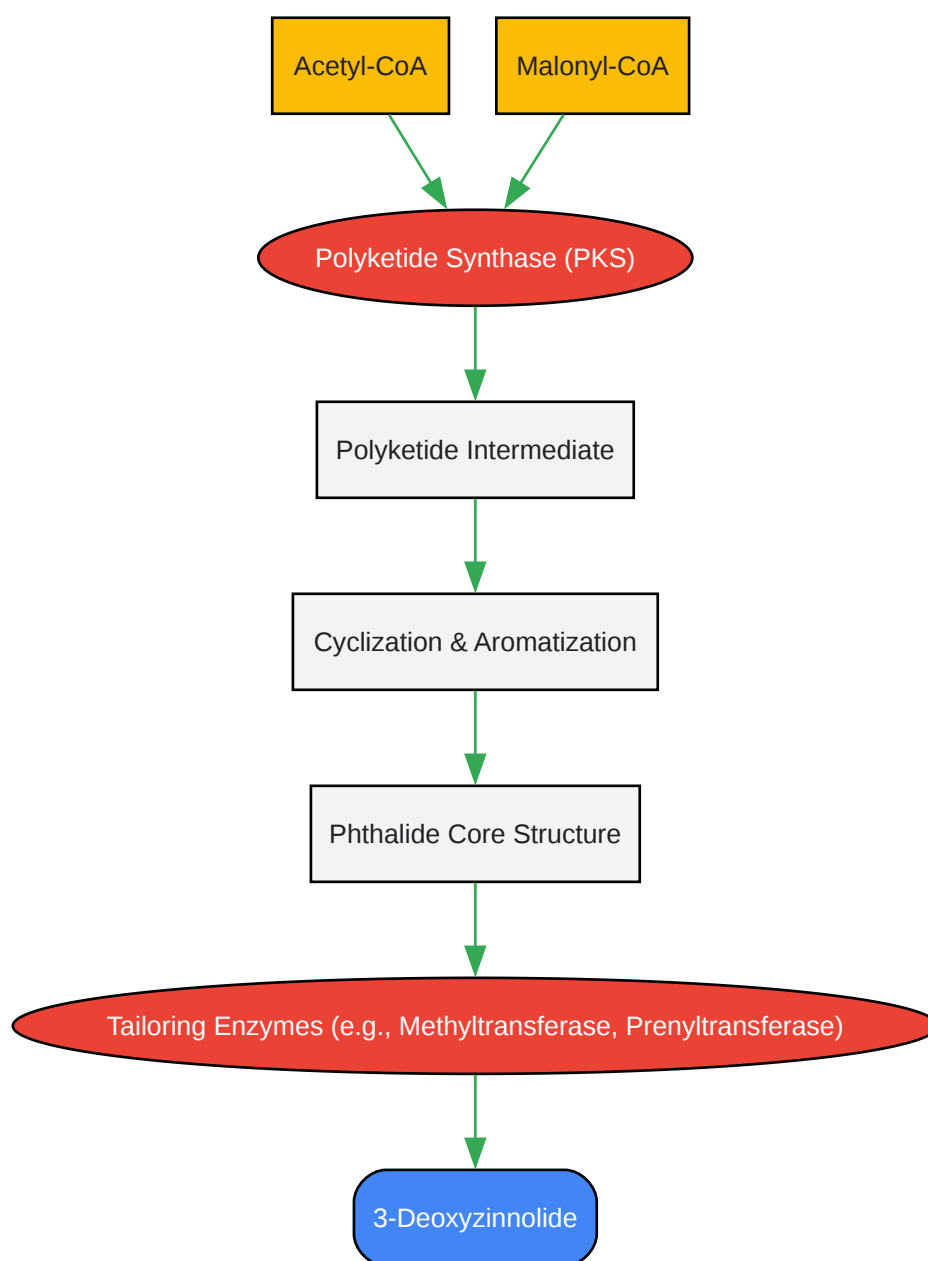 Acetyl-CoA
Malonyl-CoA
Polyketide Synthase (PKS)
Polyketide Intermediate
Cyclization & Aromatization
Phthalide Core Structure
Tailoring Enzymes (e.g., Methyltransferase, Prenyltransferase)
3-Deoxyzinnolide